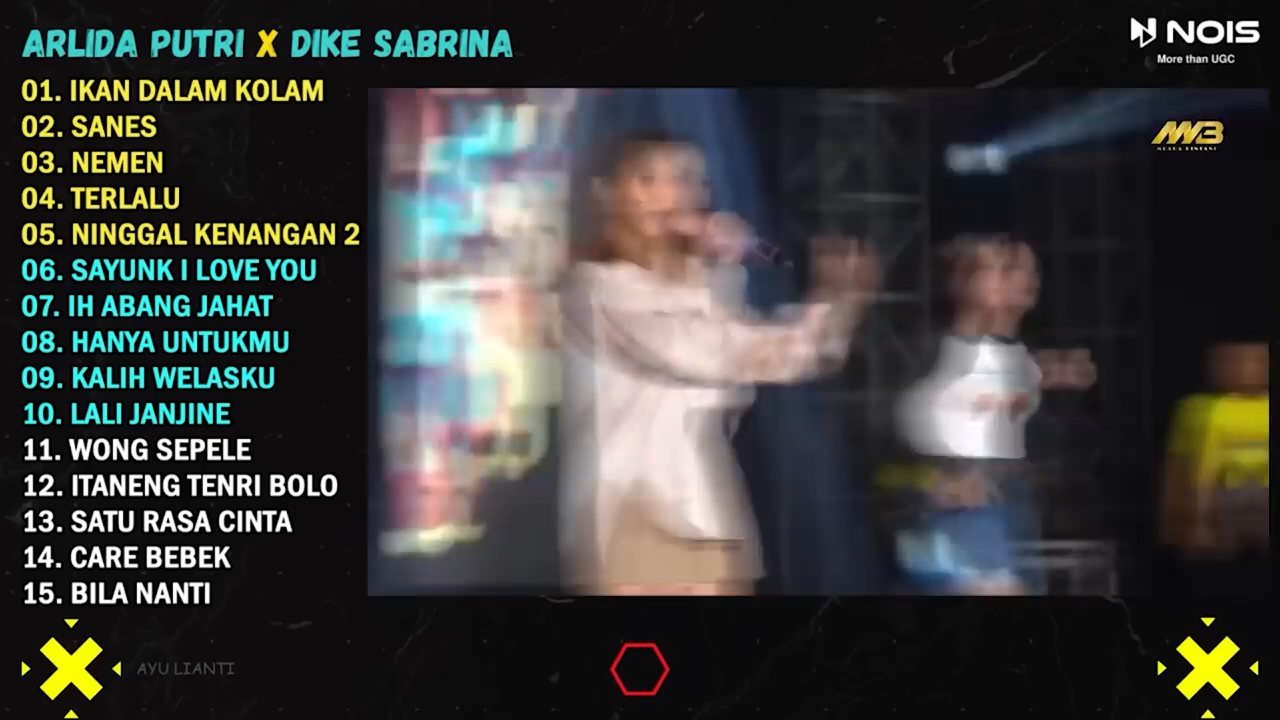 ARLIDA PUTRI X DIKE SABRINA
NOIS
More than UGC
01. IKAN DALAM KOLAM
02. SANES
03. NEMEN
04. TERLALU
05. NINGGAL KENANGAN 2
06. SAYUNK I LOVE YOU
07. IH ABANG JAHAT
08. HANYA UNTUKMU
09. KALIH WELASKU
10. LALI JANJINE
11. WONG SEPELE
12. ITANENG TENRI BOLO
13. SATU RASA CINTA
14. CARE BEBEK
15. BILA NANTI
AYU LIANTI